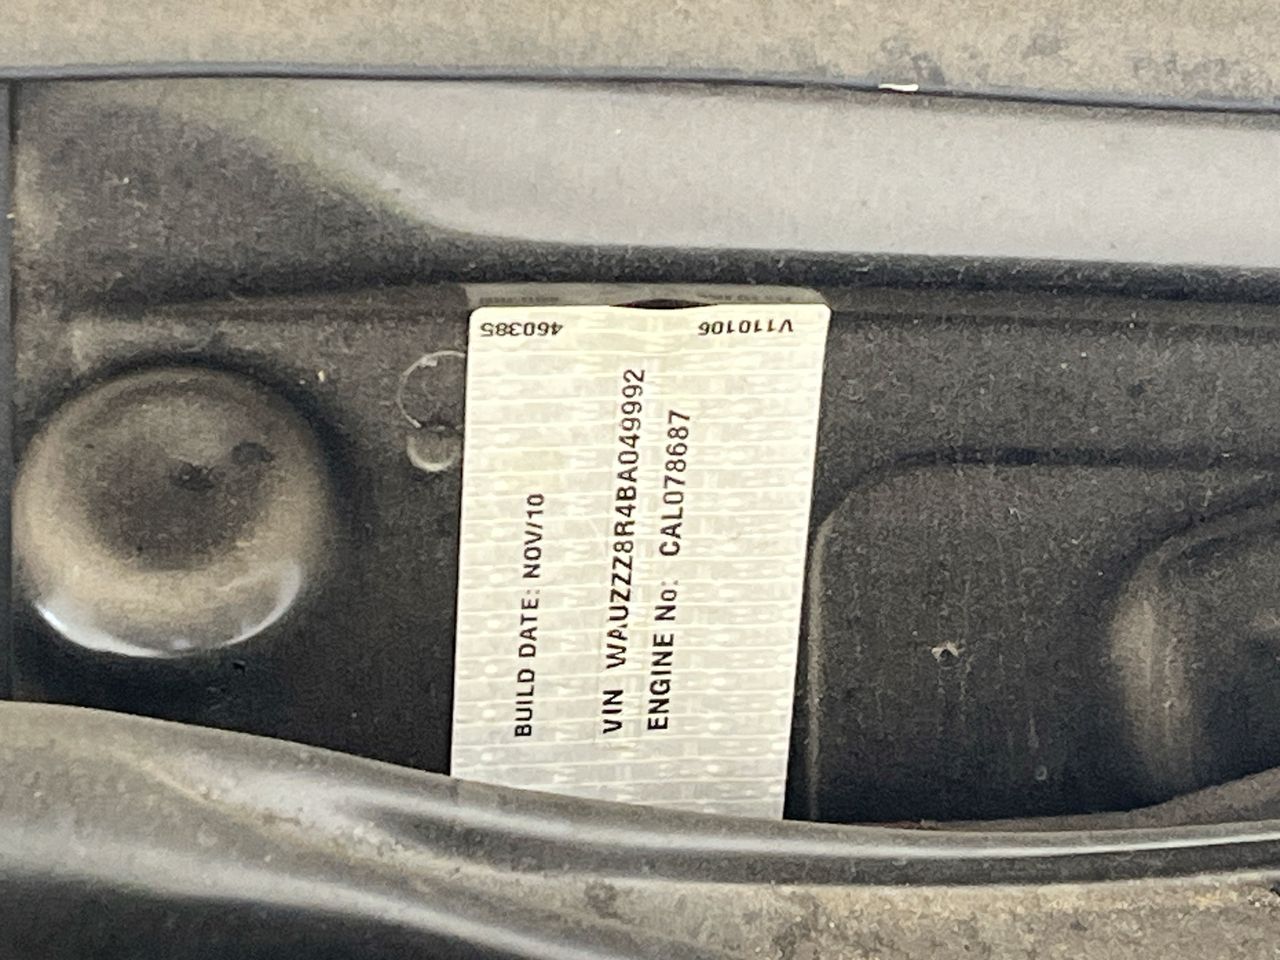 460385
V110106
BUILD DATE: NOV/10
VIN WAUZZZ8R4BA049992
ENGINE No: CAL078687